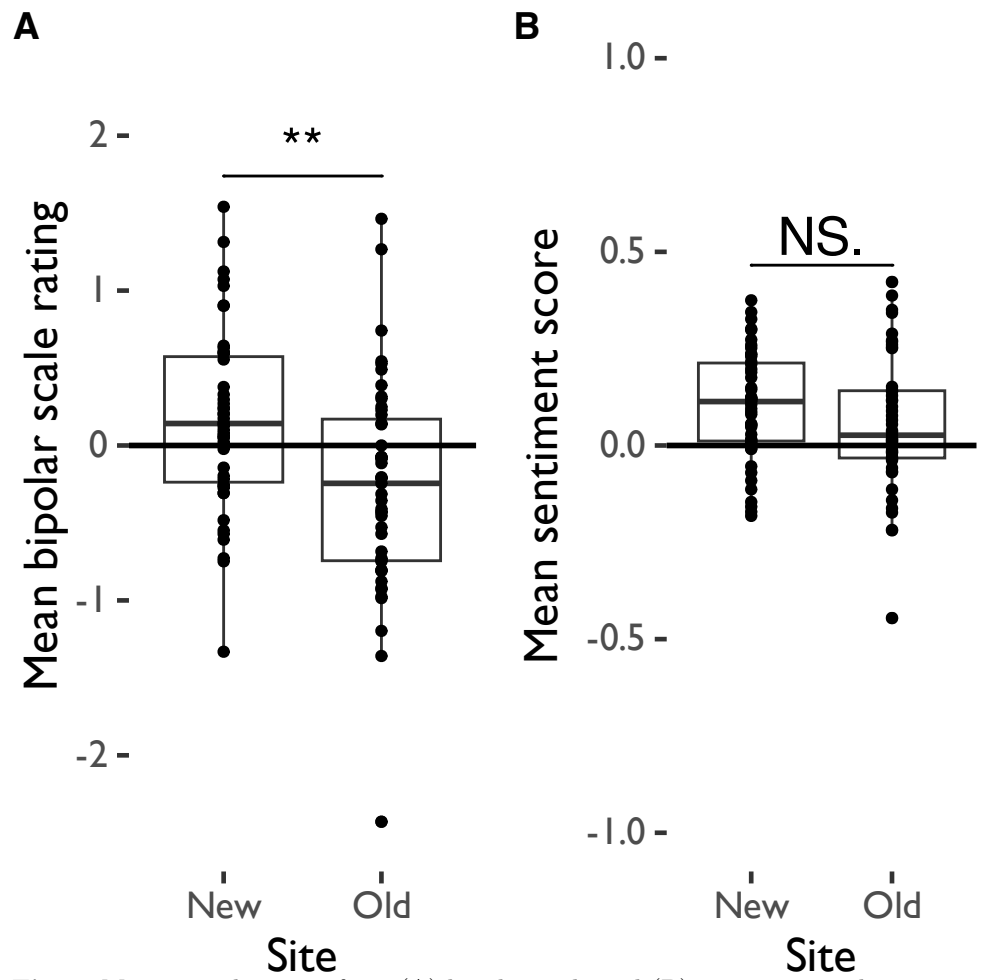 A
B
Mean bipolar scale rating
2
**
1
0
-1
-2
New
Old
Site
Mean sentiment score
1.0
NS.
0.5
0.0
-0.5
-1.0
New
Old
Site